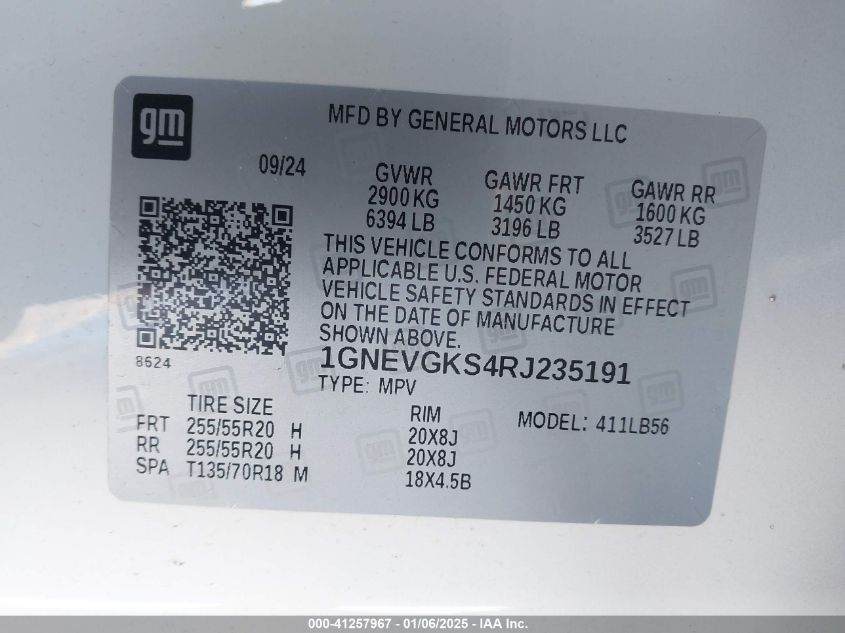 gm
MFD BY GENERAL MOTORS LLC
09/24
GVWR
2900 KG
6394 LB
GAWR FRT
1450 KG
3196 LB
GAWR RR
1600 KG
3527 LB
THIS VEHICLE CONFORMS TO ALL
APPLICABLE U.S. FEDERAL MOTOR
VEHICLE SAFETY STANDARDS IN EFFECT
ON THE DATE OF MANUFACTURE
SHOWN ABOVE.
8624
1GNEVGKS4RJ235191
TYPE: MPV
TIRE SIZE
RIM
MODEL: 411LB56
FRT 255/55R20 H 20X8J
RR 255/55R20 H 20X8J
SPA T135/70R18 M 18X4.5B
000-41257967 - 01/06/2025 - IAA Inc.